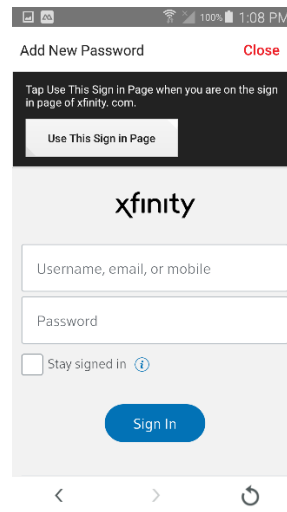 100% 1:08 PM
Add New Password Close
Tap Use This Sign in Page when you are on the sign
in page of xfinity. com.
Use This Sign in Page
xfinity
Username, email, or mobile
Password
Stay signed in i
Sign In